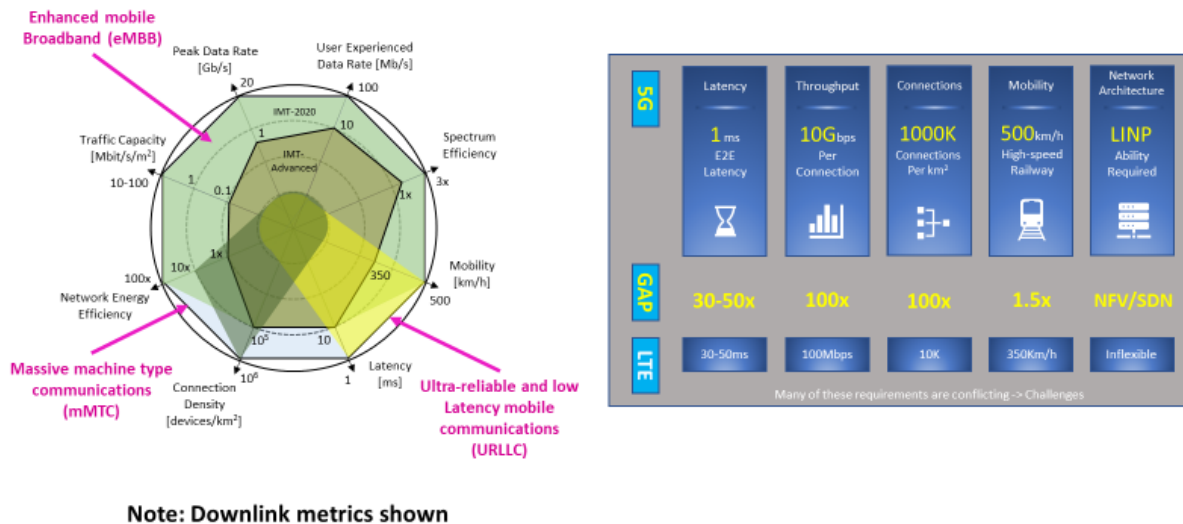 Enhanced mobile
Broadband (eMBB)
Peak Data Rate
[Gb/s]
User Experienced
Data Rate [Mb/s]
20
100
IMT-2020
1
10
IMT-
Advanced
Traffic Capacity
[Mbit/s/m²]
10-100
1
0.1
Spectrum
Efficiency
3x
1x
1x
10x
100x
Network Energy
Efficiency
350
Mobility
[km/h]
500
10⁵
10
10⁶
1
Connection
Density
[devices/km²]
Latency
[ms]
Massive machine type
communications
(mMTC)
Ultra-reliable and low
Latency mobile
communications
(URLLC)
Note: Downlink metrics shown
5G
Latency
1 ms
E2E
Latency
Throughput
10Gbps
Per
Connection
Connections
1000K
Connections
Per km²
Mobility
500km/h
High-speed
Railway
Network
Architecture
LINP
Ability
Required
GAP
30-50x
100x
100x
1.5x
NFV/SDN
LTE
30-50ms
100Mbps
10K
350Km/h
Inflexible
Many of these requirements are conflicting -> Challenges